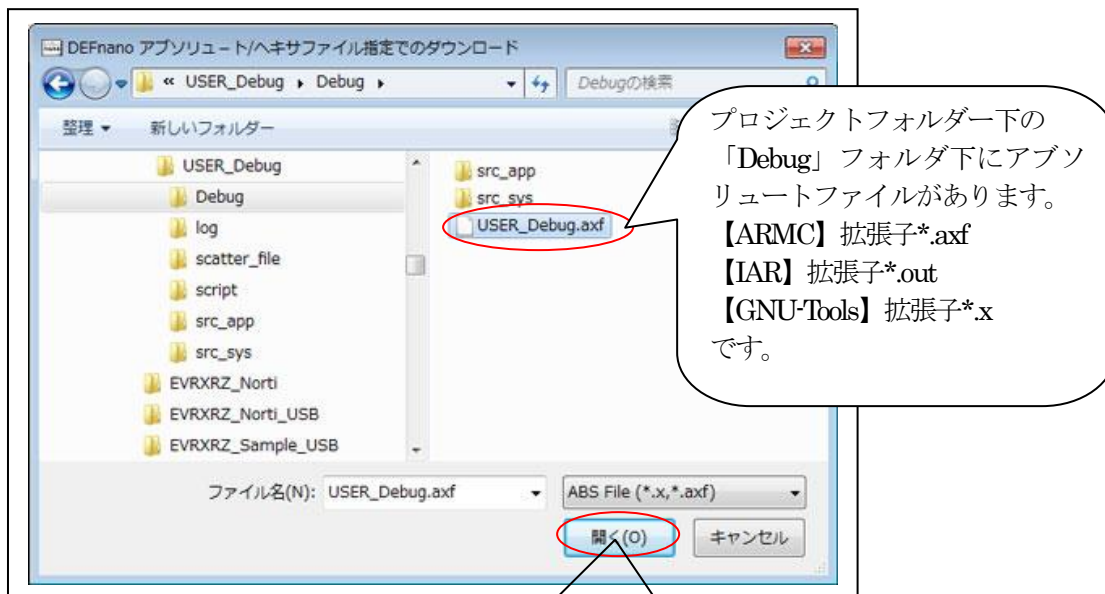 DEFnano アブソリュート/ヘキサファイル指定でのダウンロード
« USER_Debug ▸ Debug ▸
Debugの検索
整理 ▾ 新しいフォルダー
USER_Debug
Debug
log
scatter_file
script
src_app
src_sys
EVRXRZ_Norti
EVRXRZ_Norti_USB
EVRXRZ_Sample_USB
src_app
src_sys
USER_Debug.axf
プロジェクトフォルダー下の
「Debug」フォルダ下にアブソ
リュートファイルがあります。
【ARMC】拡張子*.axf
【IAR】拡張子*.out
【GNU-Tools】拡張子*.x
です。
ファイル名(N): USER_Debug.axf
ABS File (*.x,*.axf)
開く(O)
キャンセル